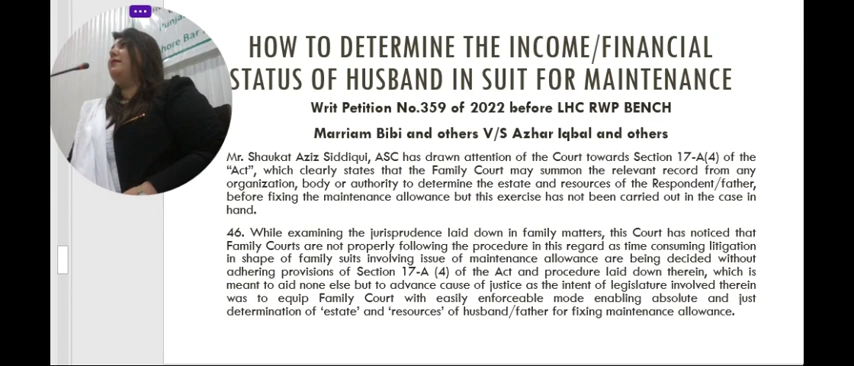 Punja
hore Bar
HOW TO DETERMINE THE INCOME/FINANCIAL
STATUS OF HUSBAND IN SUIT FOR MAINTENANCE
Writ Petition No.359 of 2022 before LHC RWP BENCH
Marriam Bibi and others V/S Azhar Iqbal and others
Mr. Shaukat Aziz Siddiqui, ASC has drawn attention of the Court towards Section 17-A(4) of the
“Act”, which clearly states that the Family Court may summon the relevant record from any
organization, body or authority to determine the estate and resources of the Respondent/father,
before fixing the maintenance allowance but this exercise has not been carried out in the case in
hand.
46. While examining the jurisprudence laid down in family matters, this Court has noticed that
Family Courts are not properly following the procedure in this regard as time consuming litigation
in shape of family suits involving issue of maintenance allowance are being decided without
adhering provisions of Section 17-A (4) of the Act and procedure laid down therein, which is
meant to aid none else but to advance cause of justice as the intent of legislature involved therein
was to equip Family Court with easily enforceable mode enabling absolute and just
determination of ‘estate’ and ‘resources’ of husband/father for fixing maintenance allowance.